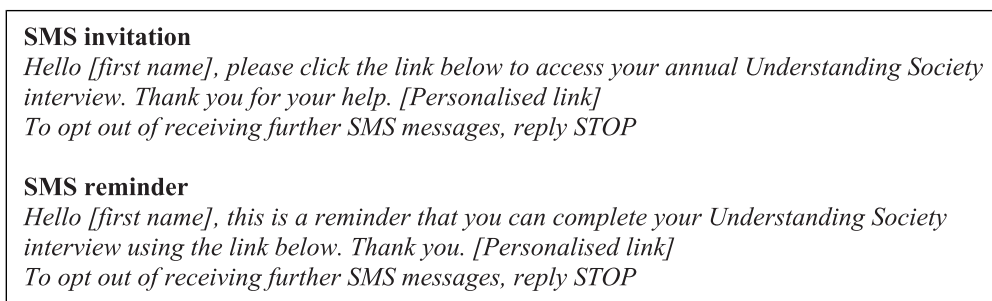 SMS invitation
Hello [first name], please click the link below to access your annual Understanding Society
interview. Thank you for your help. [Personalised link]
To opt out of receiving further SMS messages, reply STOP
SMS reminder
Hello [first name], this is a reminder that you can complete your Understanding Society
interview using the link below. Thank you. [Personalised link]
To opt out of receiving further SMS messages, reply STOP